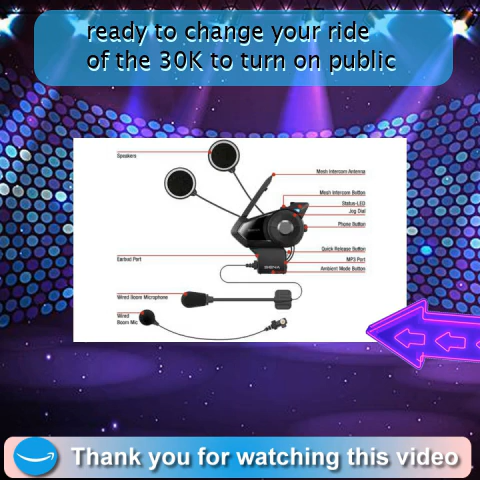 ready to change your ride
of the 30K to turn on public
Speakers
Mesh Intercom Antenna
Mesh Intercom Button
Status-LED
Jog Dial
Phone Button
Quick Release Button
Earbud Port
MP3 Port
SENA
Ambient Mode Button
Wired Boom Microphone
Wired
Boom Mic
Thank you for watching this video